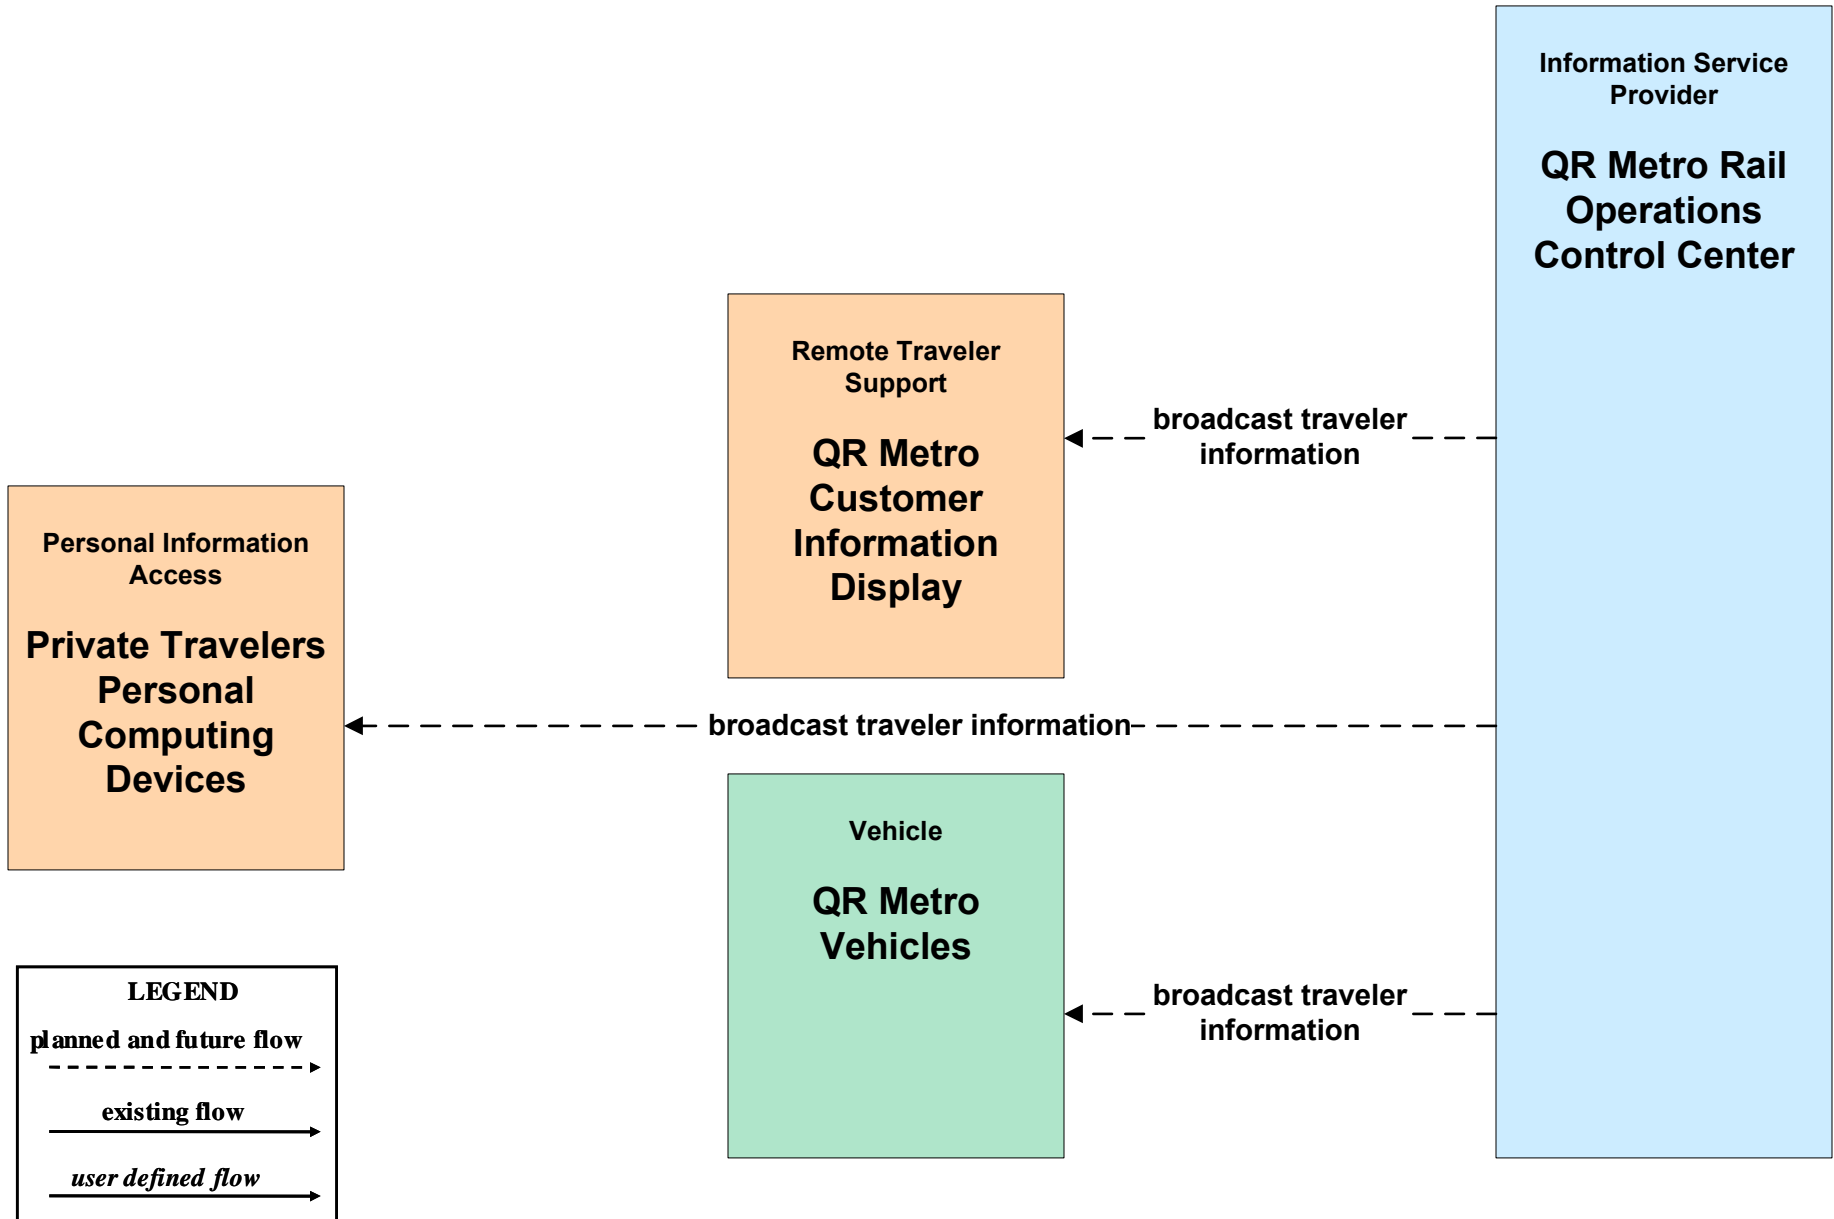 Information Service
Provider
QR Metro Rail
Operations
Control Center
Remote Traveler
Support
QR Metro
Customer
Information
Display
broadcast traveler
information
Personal Information
Access
Private Travelers
Personal
Computing
Devices
broadcast traveler information
Vehicle
QR Metro
Vehicles
broadcast traveler
information
LEGEND
planned and future flow
existing flow
user defined flow